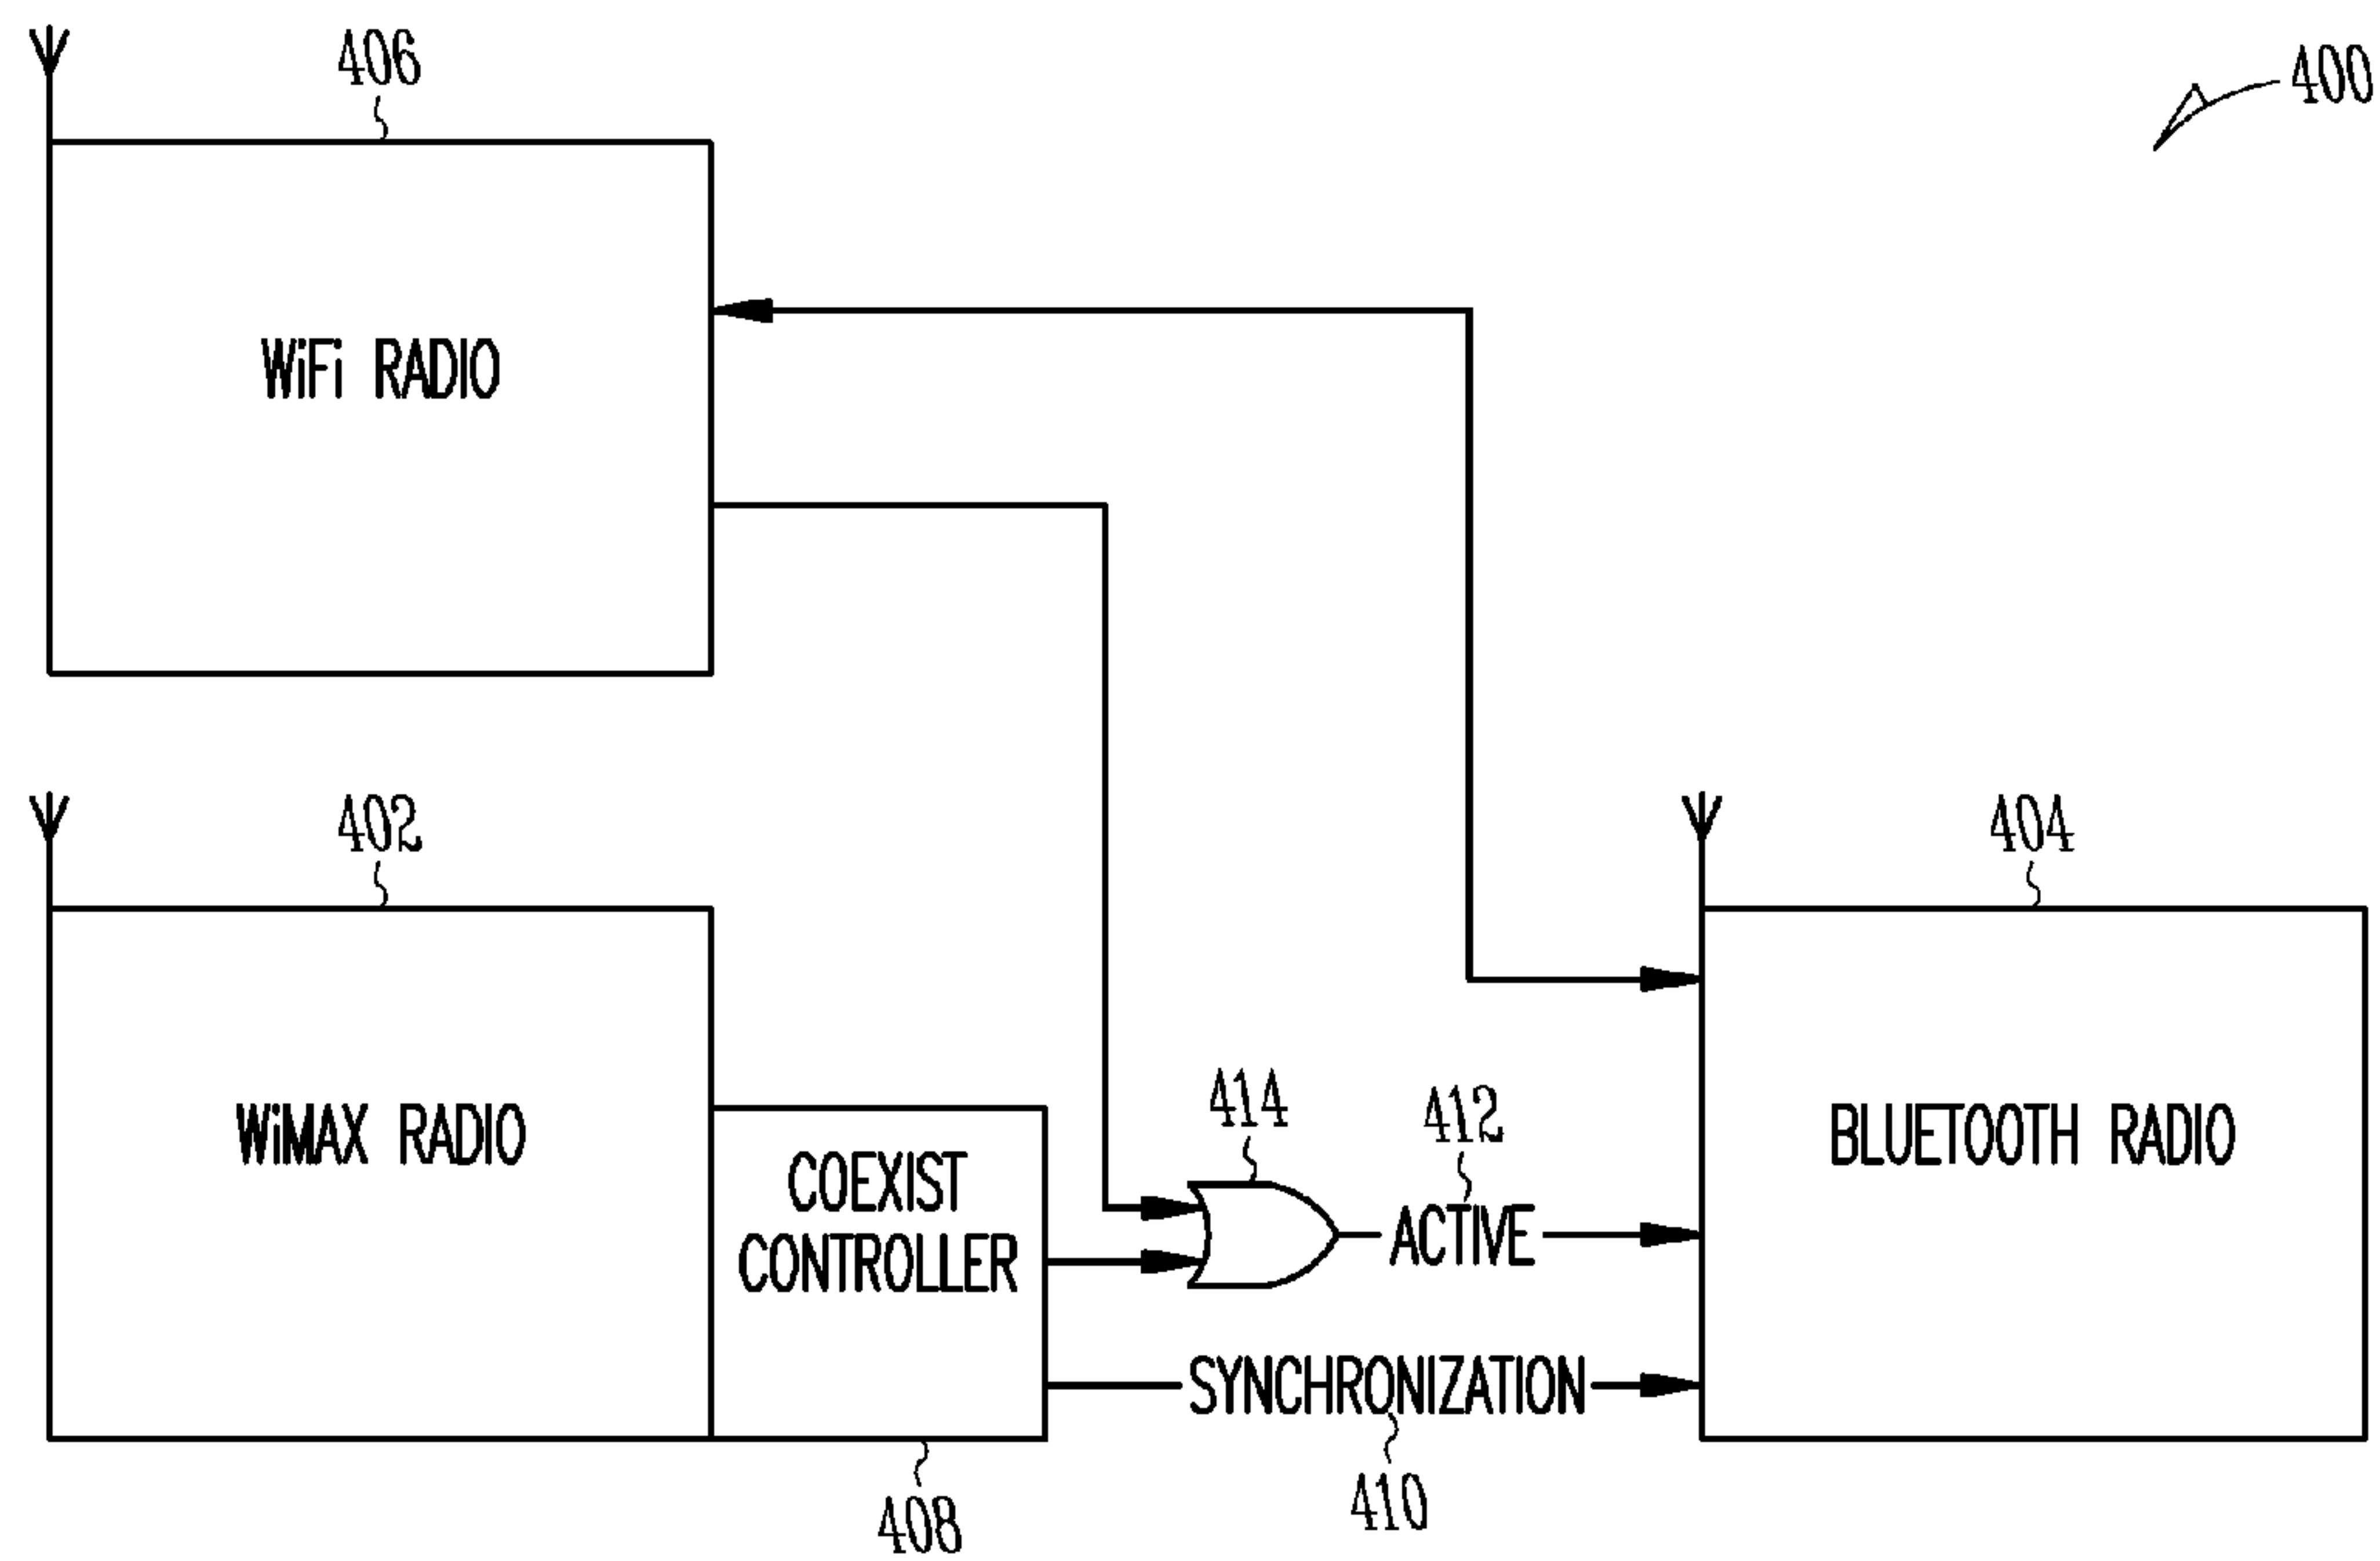 406
400
WiFi RADIO
402
404
WiMAX RADIO
COEXIST
CONTROLLER
414
412
ACTIVE
BLUETOOTH RADIO
SYNCHRONIZATION
410
408